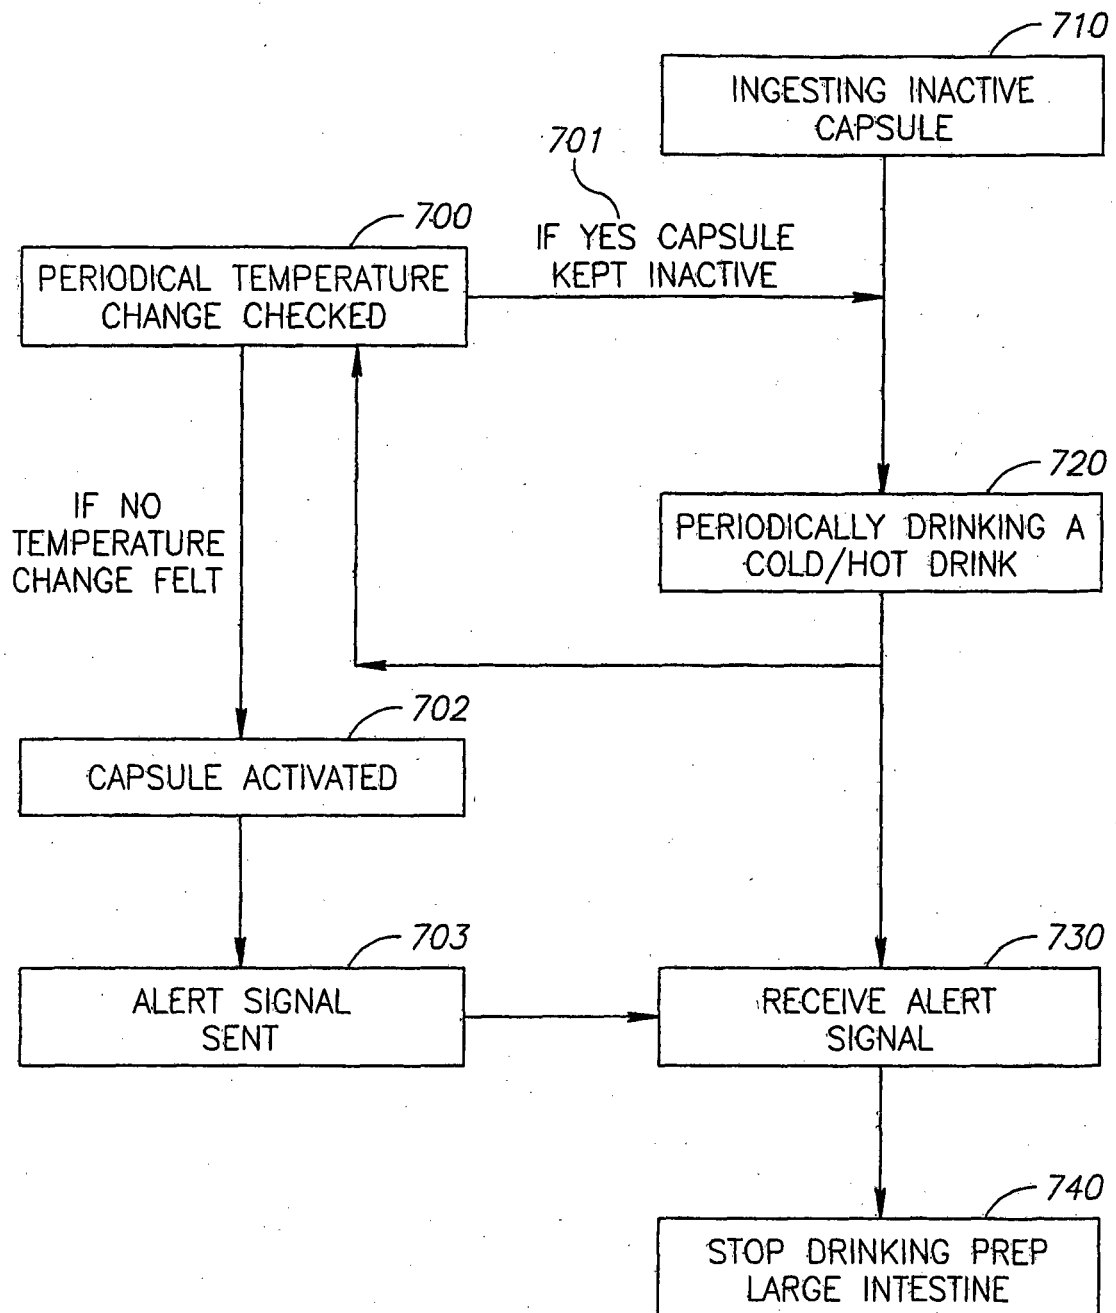 710
INGESTING INACTIVE
CAPSULE
701
IF YES CAPSULE
KEPT INACTIVE
700
PERIODICAL TEMPERATURE
CHANGE CHECKED
720
PERIODICALLY DRINKING A
COLD/HOT DRINK
IF NO
TEMPERATURE
CHANGE FELT
702
CAPSULE ACTIVATED
703
ALERT SIGNAL
SENT
730
RECEIVE ALERT
SIGNAL
740
STOP DRINKING PREP
LARGE INTESTINE